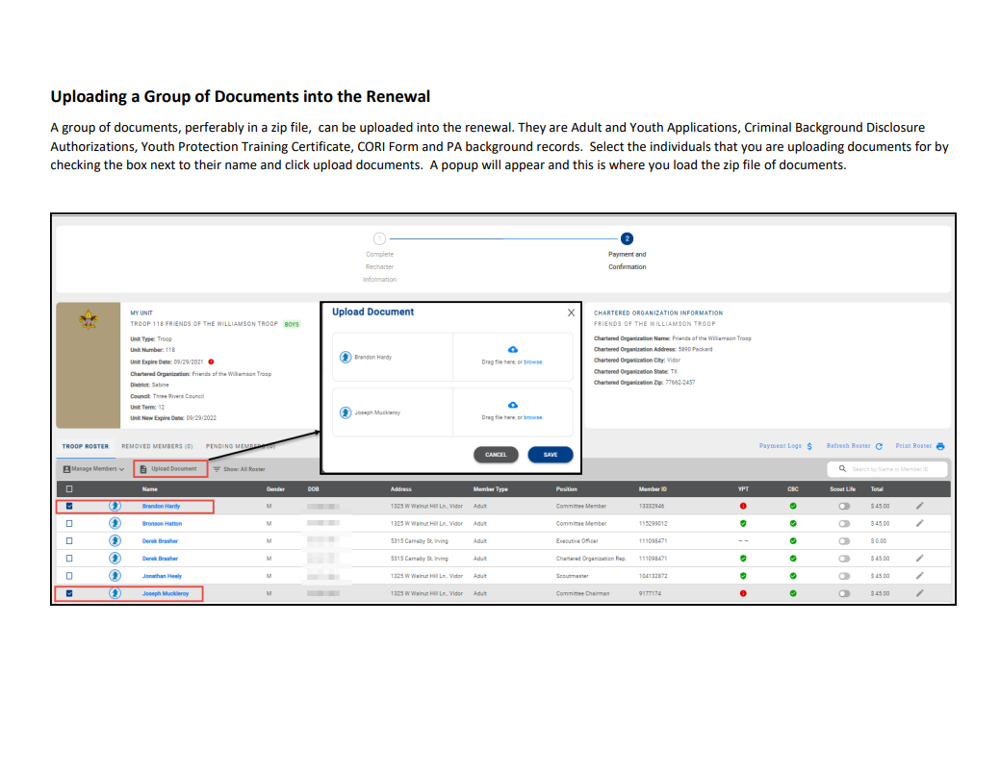 Uploading a Group of Documents into the Renewal
A group of documents, perferably in a zip file, can be uploaded into the renewal. They are Adult and Youth Applications, Criminal Background Disclosure
Authorizations, Youth Protection Training Certificate, CORI Form and PA background records. Select the individuals that you are uploading documents for by
checking the box next to their name and click upload documents. A popup will appear and this is where you load the zip file of documents.
1
2
Complete
Recharter
Information
Payment and
Confirmation
MY UNIT
TROOP 118 FRIENDS OF THE WILLIAMSON TROOP BOYS
Unit Type: Troop
Unit Number: 118
Unit Expire Date: 09/29/2021
Chartered Organization: Friends of the Williamson Troop
District: Sabine
Council: Three Rivers Council
Unit Term: 12
Unit New Expire Date: 09/29/2022
Upload Document X
Brandon Hardy
Drag file here, or browse.
Joseph Muckleroy
Drag file here, or browse.
CANCEL SAVE
CHARTERED ORGANIZATION INFORMATION
FRIENDS OF THE WILLIAMSON TROOP
Chartered Organization Name: Friends of the Williamson Troop
Chartered Organization Address: 5890 Packard
Chartered Organization City: Vidor
Chartered Organization State: TX
Chartered Organization Zip: 77662-2457
TROOP ROSTER REMOVED MEMBERS (0) PENDING MEMBERS (0) Payment Logs $ Refresh Roster Print Roster
Manage Members Upload Document Show: All Roster Search by Name or Member ID
Name Gender DOB Address Member Type Position Member ID YPT CBC Scout Life Total
Brandon Hardy M 1325 W Walnut Hill Ln., Vidor Adult Committee Member 13332946 $ 45.00
Bronson Hatton M 1325 W Walnut Hill Ln., Vidor Adult Committee Member 115299012 $ 45.00
Derek Brasher M 5315 Carnaby St, Irving Adult Executive Officer 111098471 -- $ 0.00
Derek Brasher M 5315 Carnaby St, Irving Adult Chartered Organization Rep. 111098471 $ 45.00
Jonathan Healy M 1325 W Walnut Hill Ln., Vidor Adult Scoutmaster 104132872 $ 45.00
Joseph Muckleroy M 1325 W Walnut Hill Ln., Vidor Adult Committee Chairman 9177174 $ 45.00